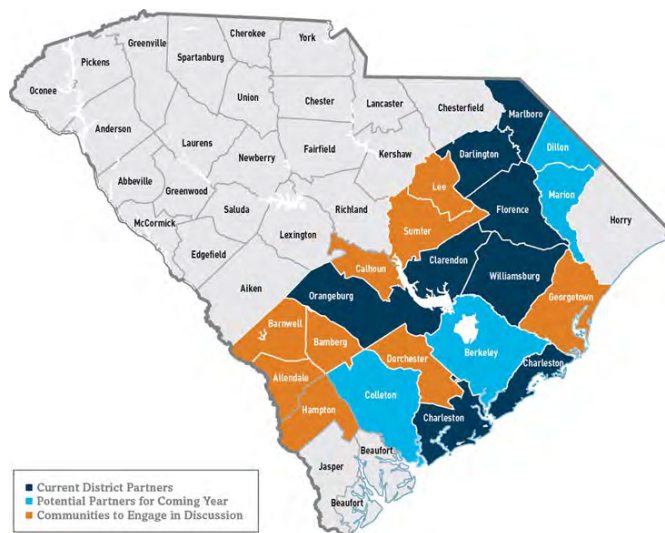 Cherokee
York
Greenville
Spartanburg
Pickens
Oconee
Union
Chester
Lancaster
Chesterfield
Marlboro
Anderson
Dillon
Laurens
Darlington
Fairfield
Newberry
Kershaw
Abbeville
Greenwood
Lee
Marion
Saluda
Florence
McCormick
Richland
Horry
Sumter
Lexington
Edgefield
Calhoun
Clarendon
Williamsburg
Aiken
Orangeburg
Georgetown
Barnwell
Bamberg
Dorchester
Berkeley
Charleston
Allendale
Colleton
Hampton
Charleston
Beaufort
Jasper
Beaufort
Current District Partners
Potential Partners for Coming Year
Communities to Engage in Discussion